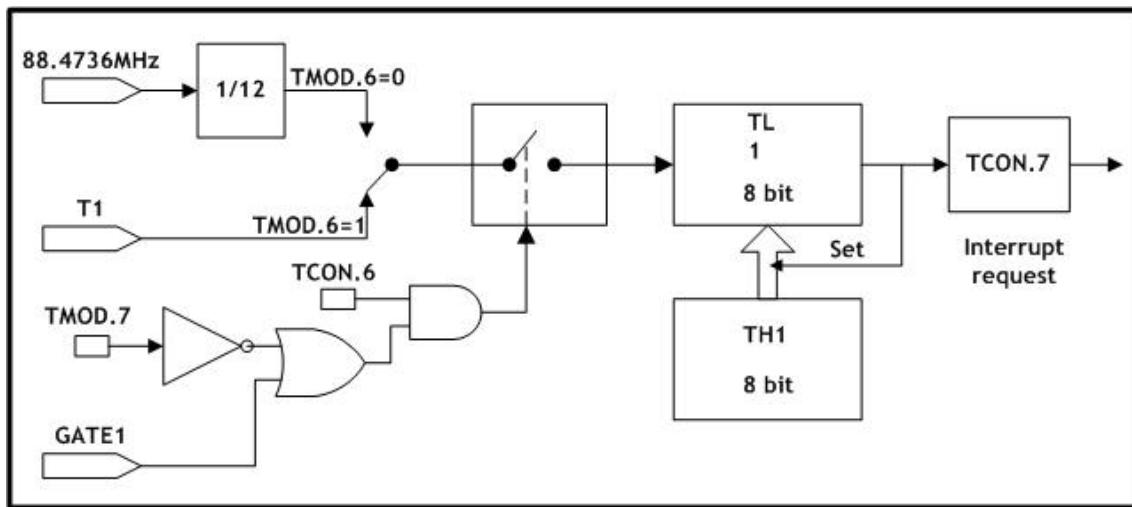 88.4736MHz
1/12
TMOD.6=0
T1
TMOD.6=1
TL
1
8 bit
TCON.7
Set
Interrupt
request
TCON.6
TMOD.7
TH1
8 bit
GATE1